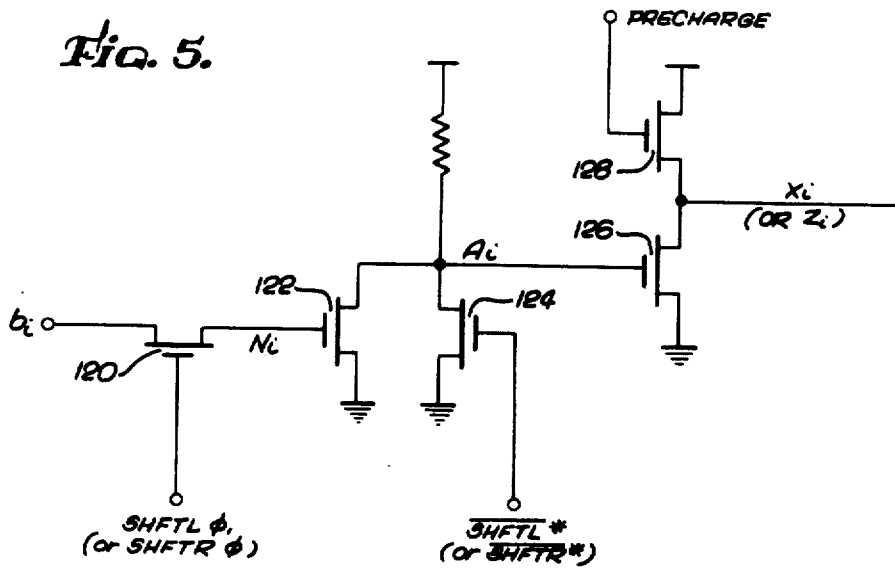 Fig. 5.
PRECHARGE
128
Xi
(OR Zi)
126
Ai
122
124
bi
Ni
120
SHFTL ϕ,
(or SHFTR ϕ)
SHFTL*
(or SHFTR*)